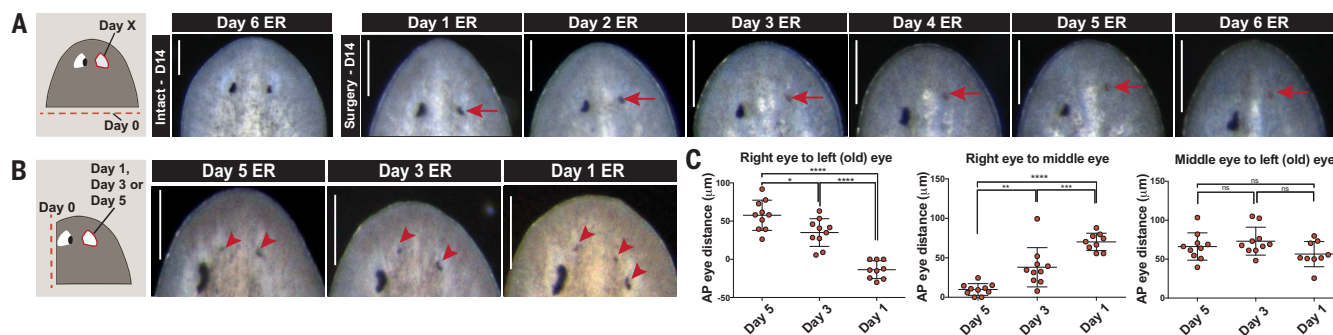 A
Day X
Day 0
Intact - D14
Day 6 ER
Surgery - D14
Day 1 ER
Day 2 ER
Day 3 ER
Day 4 ER
Day 5 ER
Day 6 ER
B
Day 1,
Day 3 or
Day 5
Day 0
Day 5 ER
Day 3 ER
Day 1 ER
C
Right eye to left (old) eye
AP eye distance (μm)
100
50
0
-50
****
*
****
Day 5
Day 3
Day 1
Right eye to middle eye
AP eye distance (μm)
150
100
50
0
****
**
***
Day 5
Day 3
Day 1
Middle eye to left (old) eye
AP eye distance (μm)
150
100
50
0
ns
ns
ns
Day 5
Day 3
Day 1